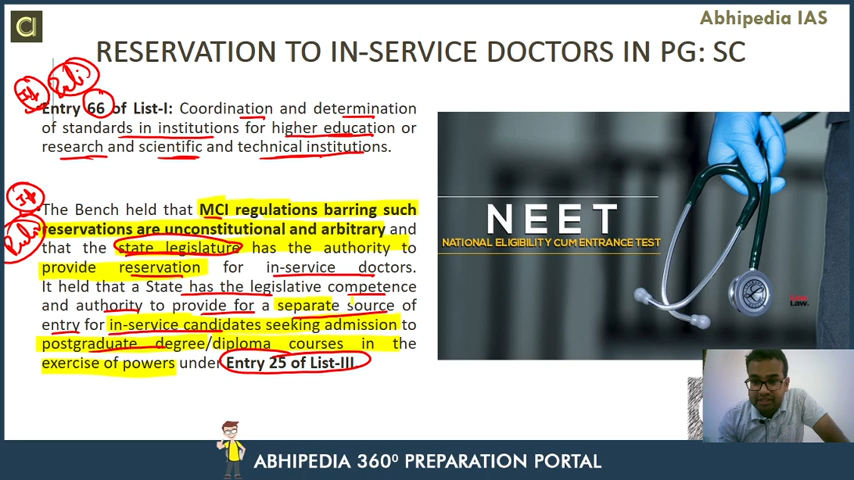 Abhipedia IAS
RESERVATION TO IN-SERVICE DOCTORS IN PG: SC
Entry 66 of List-I: Coordination and determination
of standards in institutions for higher education or
research and scientific and technical institutions.
The Bench held that MCI regulations barring such
reservations are unconstitutional and arbitrary and
that the state legislature has the authority to
provide reservation for in-service doctors.
It held that a State has the legislative competence
and authority to provide for a separate source of
entry for in-service candidates seeking admission to
postgraduate degree/diploma courses in the
exercise of powers under Entry 25 of List-III.
NEET
NATIONAL ELIGIBILITY CUM ENTRANCE TEST
Law.
ABHIPEDIA 360⁰ PREPARATION PORTAL